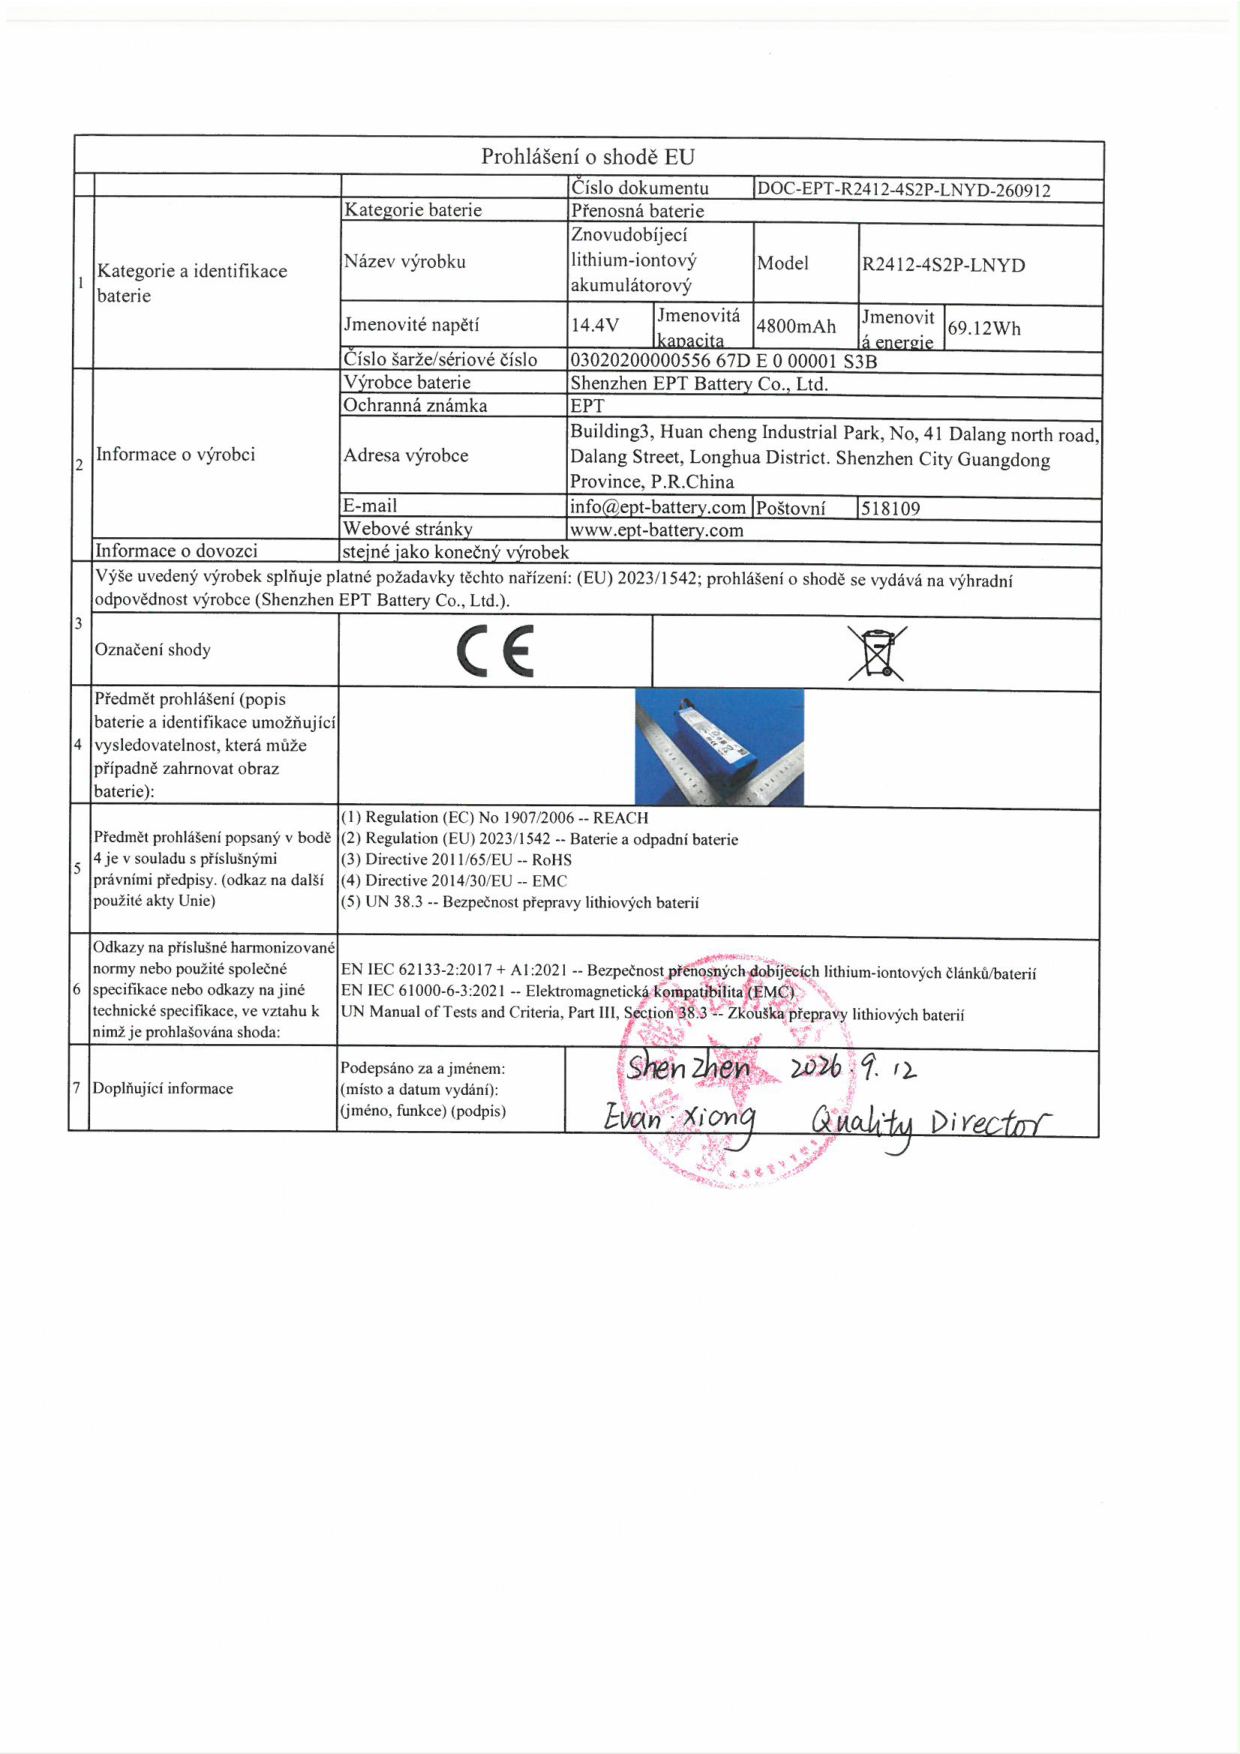 Prohlášení o shodě EU
Číslo dokumentu DOC-EPT-R2412-4S2P-LNYD-260912
1
Kategorie a identifikace
baterie
Kategorie baterie Přenosná baterie
Název výrobku
Znovudobíjecí
lithium-iontový
akumulátorový
Model R2412-4S2P-LNYD
Jmenovité napětí 14.4V
Jmenovitá
kapacita
4800mAh
Jmenovit
á energie
69.12Wh
Číslo šarže/sériové číslo 03020200000556 67D E 0 00001 S3B
2
Informace o výrobci
Výrobce baterie Shenzhen EPT Battery Co., Ltd.
Ochranná známka EPT
Adresa výrobce
Building3, Huan cheng Industrial Park, No, 41 Dalang north road,
Dalang Street, Longhua District. Shenzhen City Guangdong
Province, P.R.China
E-mail info@ept-battery.com Poštovní 518109
Webové stránky www.ept-battery.com
Informace o dovozci stejné jako konečný výrobek
3
Výše uvedený výrobek splňuje platné požadavky těchto nařízení: (EU) 2023/1542; prohlášení o shodě se vydává na výhradní
odpovědnost výrobce (Shenzhen EPT Battery Co., Ltd.).
Označení shody CE
4
Předmět prohlášení (popis
baterie a identifikace umožňující
vysledovatelnost, která může
případně zahrnovat obraz
baterie):
5
Předmět prohlášení popsaný v bodě
4 je v souladu s příslušnými
právními předpisy. (odkaz na další
použité akty Unie)
(1) Regulation (EC) No 1907/2006 -- REACH
(2) Regulation (EU) 2023/1542 -- Baterie a odpadní baterie
(3) Directive 2011/65/EU -- RoHS
(4) Directive 2014/30/EU -- EMC
(5) UN 38.3 -- Bezpečnost přepravy lithiových baterií
6
Odkazy na příslušné harmonizované
normy nebo použité společné
specifikace nebo odkazy na jiné
technické specifikace, ve vztahu k
nimž je prohlašována shoda:
EN IEC 62133-2:2017 + A1:2021 -- Bezpečnost přenosných dobíjecích lithium-iontových článků/baterií
EN IEC 61000-6-3:2021 -- Elektromagnetická kompatibilita (EMC)
UN Manual of Tests and Criteria, Part III, Section 38.3 -- Zkouška přepravy lithiových baterií
7
Doplňující informace
Podepsáno za a jménem:
(místo a datum vydání):
(jméno, funkce) (podpis)
Shenzhen 2026.9.12
Evan·Xiong Quality Director